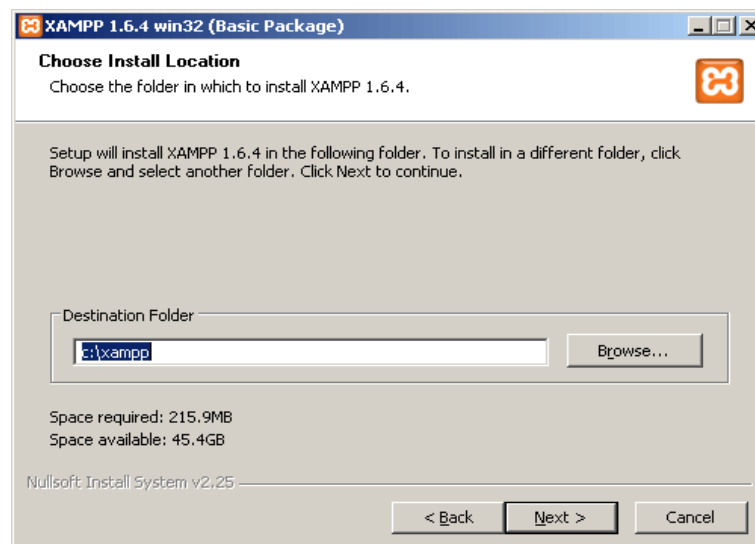 XAMPP 1.6.4 win32 (Basic Package)
Choose Install Location
Choose the folder in which to install XAMPP 1.6.4.
Setup will install XAMPP 1.6.4 in the following folder. To install in a different folder, click
Browse and select another folder. Click Next to continue.
Destination Folder
c:\xampp
Browse...
Space required: 215.9MB
Space available: 45.4GB
Nullsoft Install System v2.25
< Back
Next >
Cancel